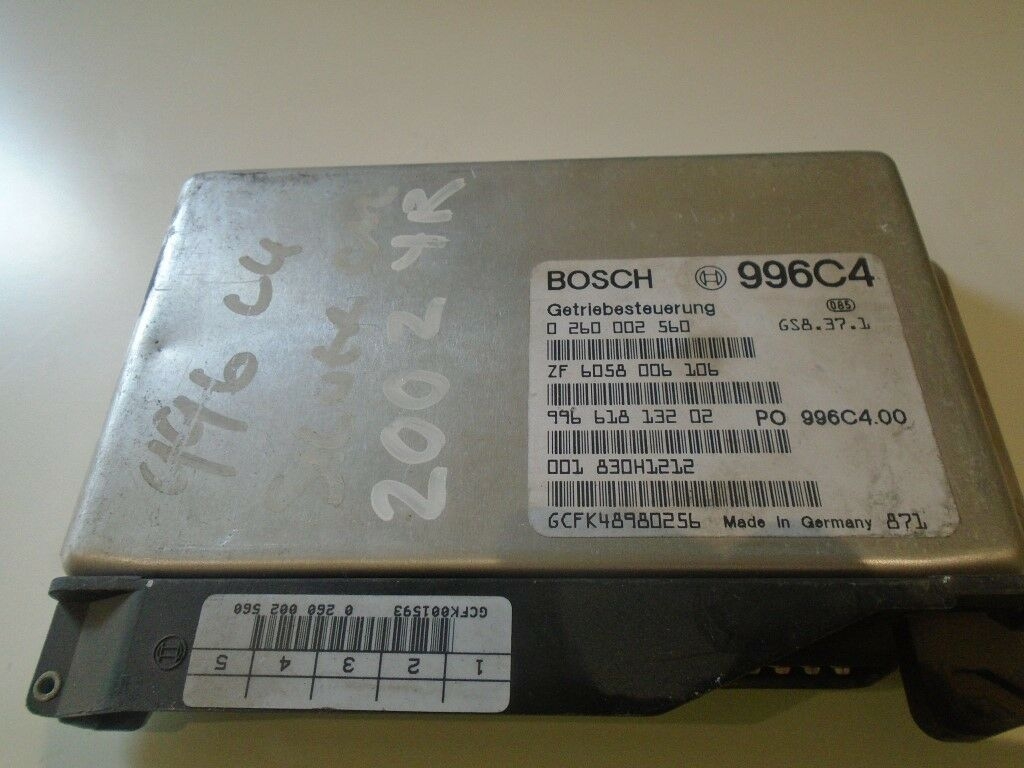 996 C4
2002 YR
BOSCH 996C4
Getriebesteuerung 085
0 260 002 560 GS8.37.1
ZF 6058 006 106
996 618 132 02 PO 996C4.00
001 830H1212
GCFK48980256 Made in Germany 871
GCFK001593 0 260 002 560
1 2 3 4 5